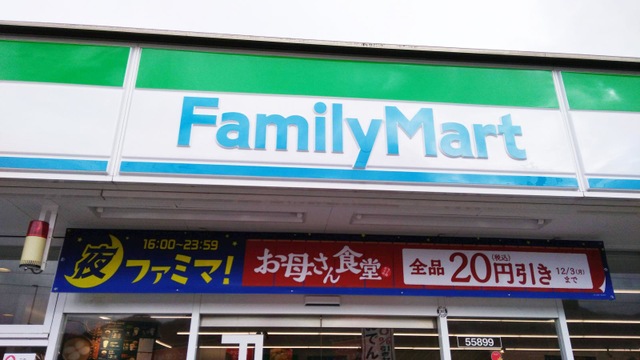 FamilyMart
16:00~23:59
夜ファミマ!
お母さん食堂
全品20円引き(税込)
12/3(月)まで
55899